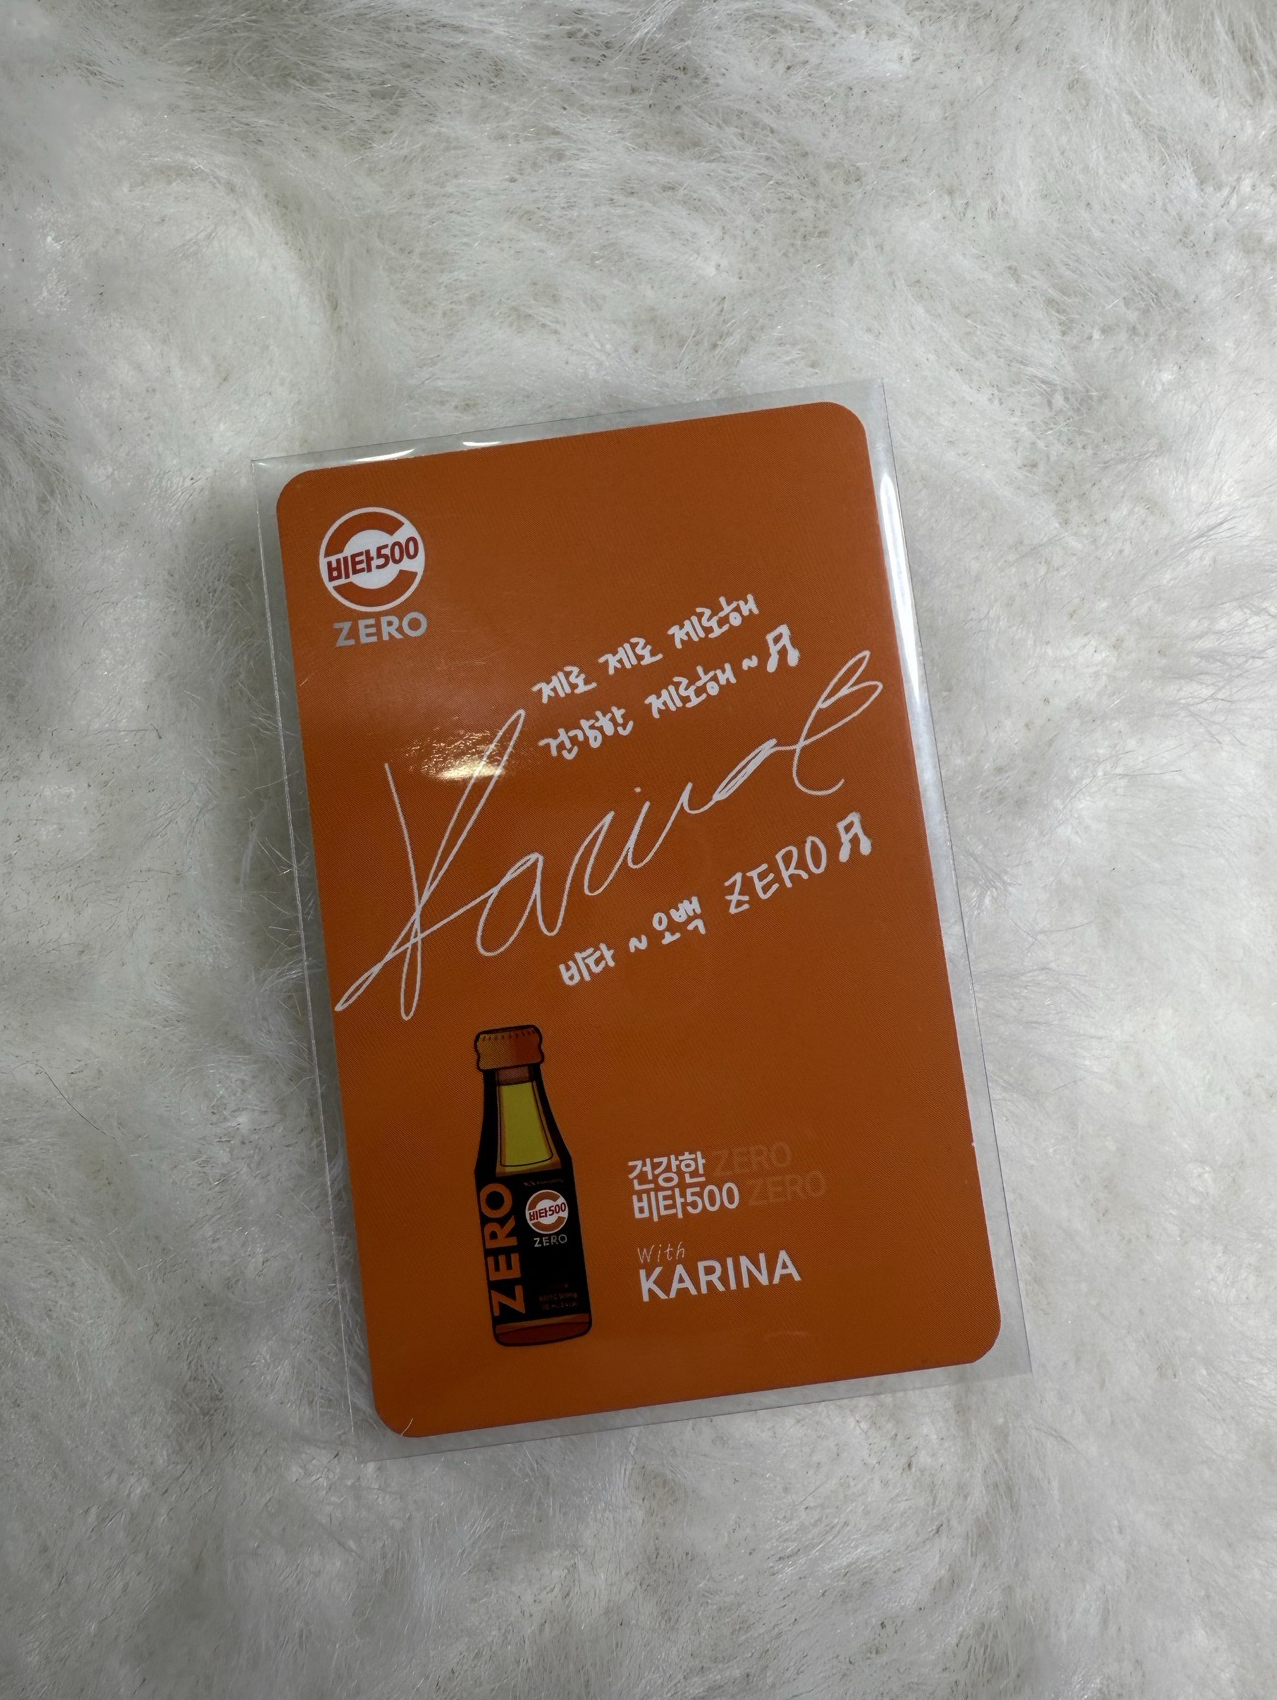 비타500
ZERO
제로 제로 제로해
건강한 제로해~♫
Karina
비타~오백 ZERO♫
ZERO
비타500
ZERO
건강한 ZERO
비타500 ZERO
With
KARINA